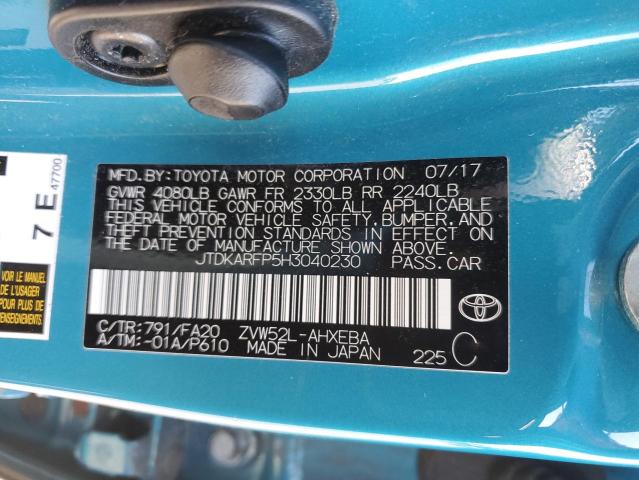 MFD. BY: TOYOTA MOTOR CORPORATION 07/17
GVWR 4080LB GAWR FR 2330LB RR 2240LB
THIS VEHICLE CONFORMS TO ALL APPLICABLE
FEDERAL MOTOR VEHICLE SAFETY, BUMPER, AND
THEFT PREVENTION STANDARDS IN EFFECT ON
THE DATE OF MANUFACTURE SHOWN ABOVE.
JTDKARFP5H3040230 PASS. CAR
C/TR: 791/FA20 ZVW52L-AHXEBA
A/TM: -01A/P610 MADE IN JAPAN 225 C
TOYOTA
7 E 47700
VOIR LE MANUEL
DE L'USAGER
POUR PLUS DE
RENSEIGNEMENTS